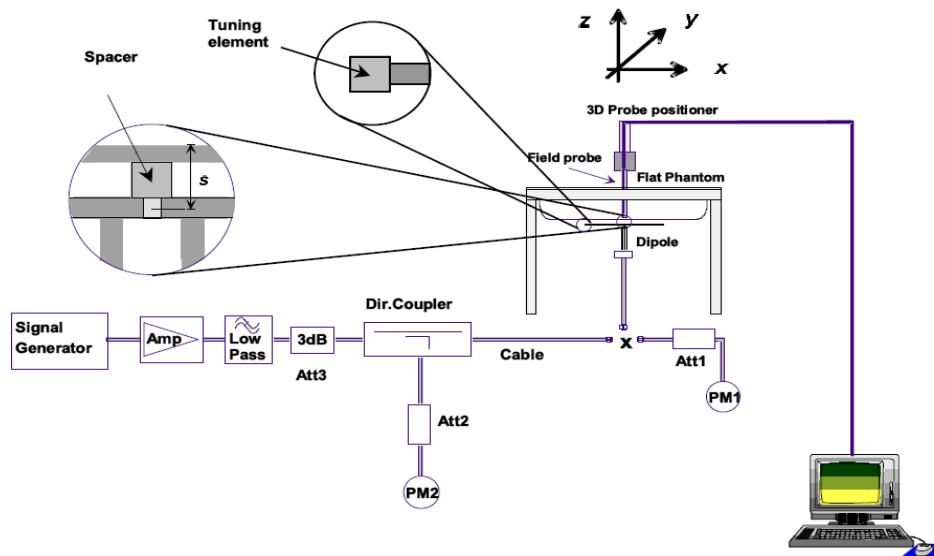 Tuning
element
Spacer
s
z
y
x
3D Probe positioner
Field probe
Flat Phantom
Dipole
Signal
Generator
Amp
Low
Pass
3dB
Att3
Dir.Coupler
Cable
x
Att1
PM1
Att2
PM2